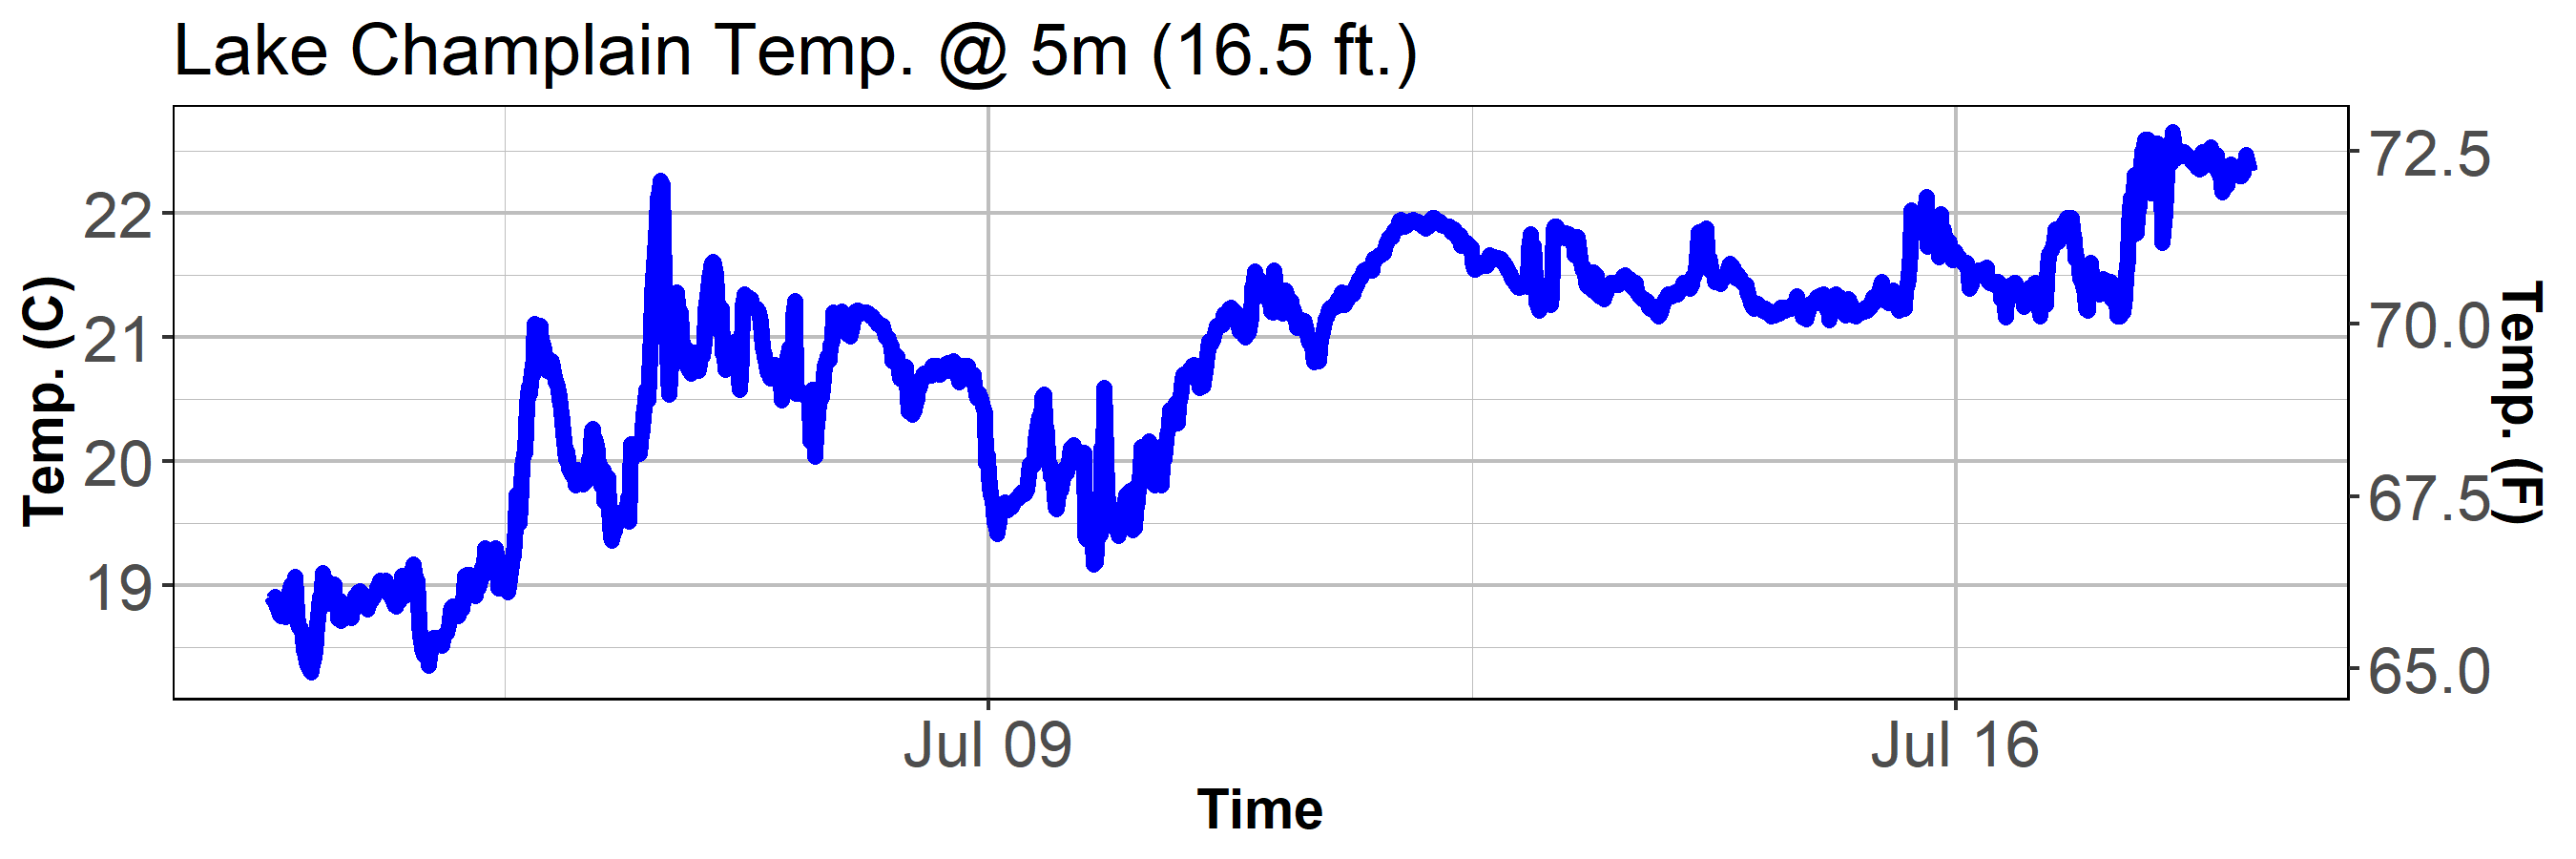 Lake Champlain Temp. @ 5m (16.5 ft.)
Temp. (C)
22
21
20
19
72.5
70.0
67.5
65.0
Temp. (F)
Jul 09
Jul 16
Time